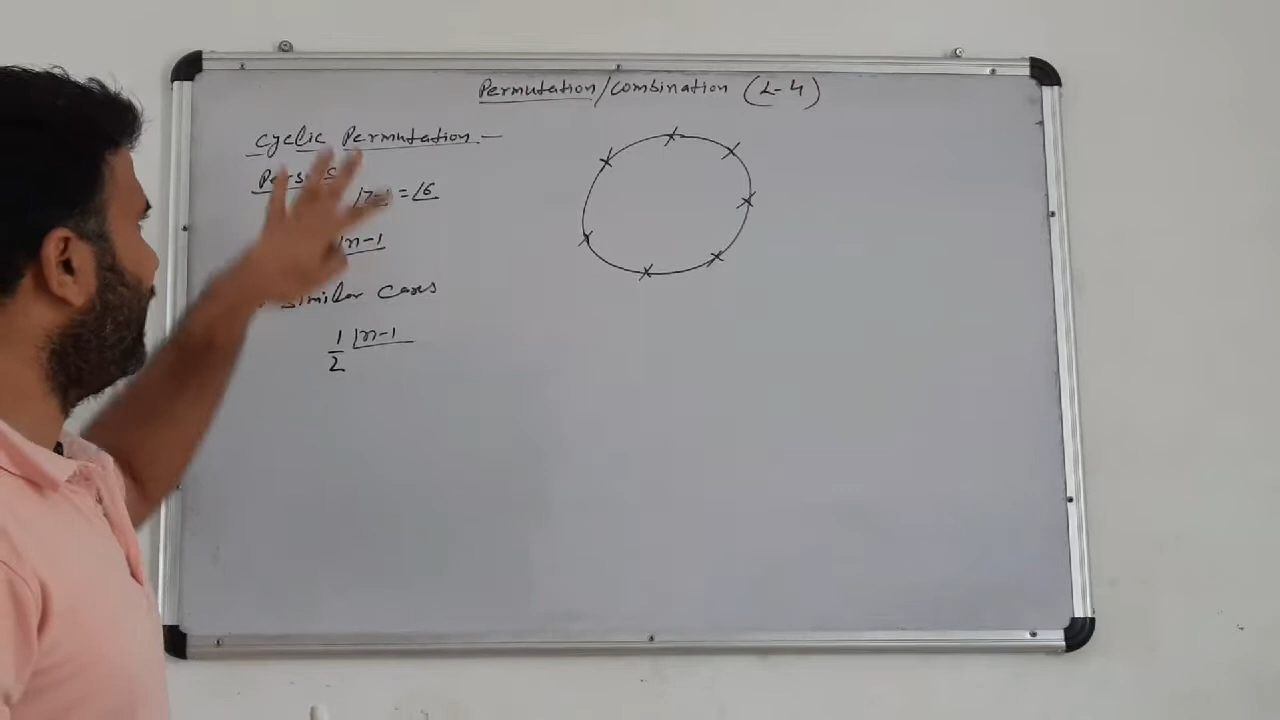 Permutation/combination (L-4)
cyclic Permutation -
|7-1 = |6
|n-1
similar cases
1/2 |n-1